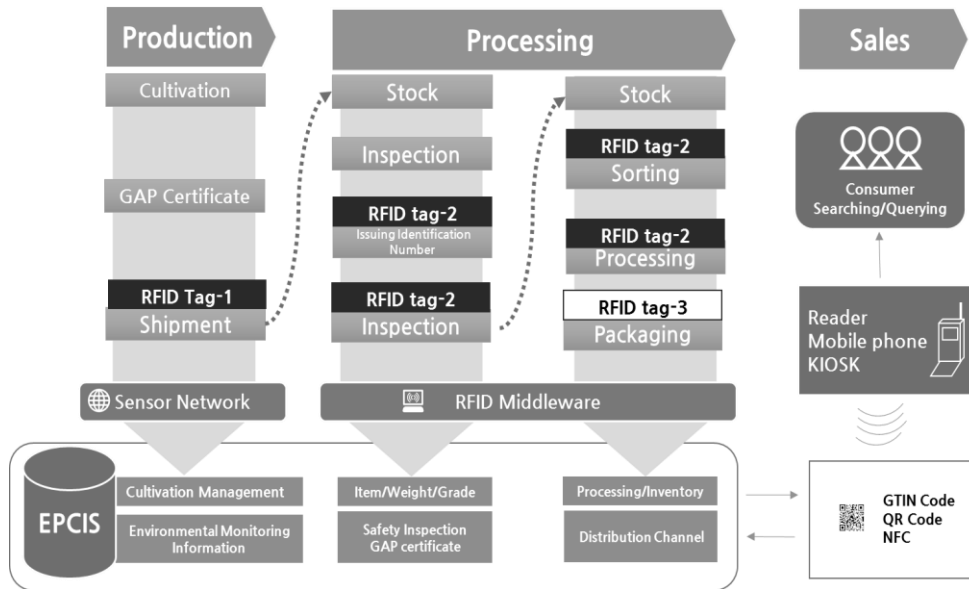 Production
Processing
Sales
Cultivation
GAP Certificate
RFID Tag-1
Shipment
Stock
Inspection
RFID tag-2
Issuing Identification
Number
RFID tag-2
Inspection
Stock
RFID tag-2
Sorting
RFID tag-2
Processing
RFID tag-3
Packaging
Consumer
Searching/Querying
Reader
Mobile phone
KIOSK
Sensor Network
RFID Middleware
EPCIS
Cultivation Management
Environmental Monitoring
Information
Item/Weight/Grade
Safety Inspection
GAP certificate
Processing/Inventory
Distribution Channel
GTIN Code
QR Code
NFC